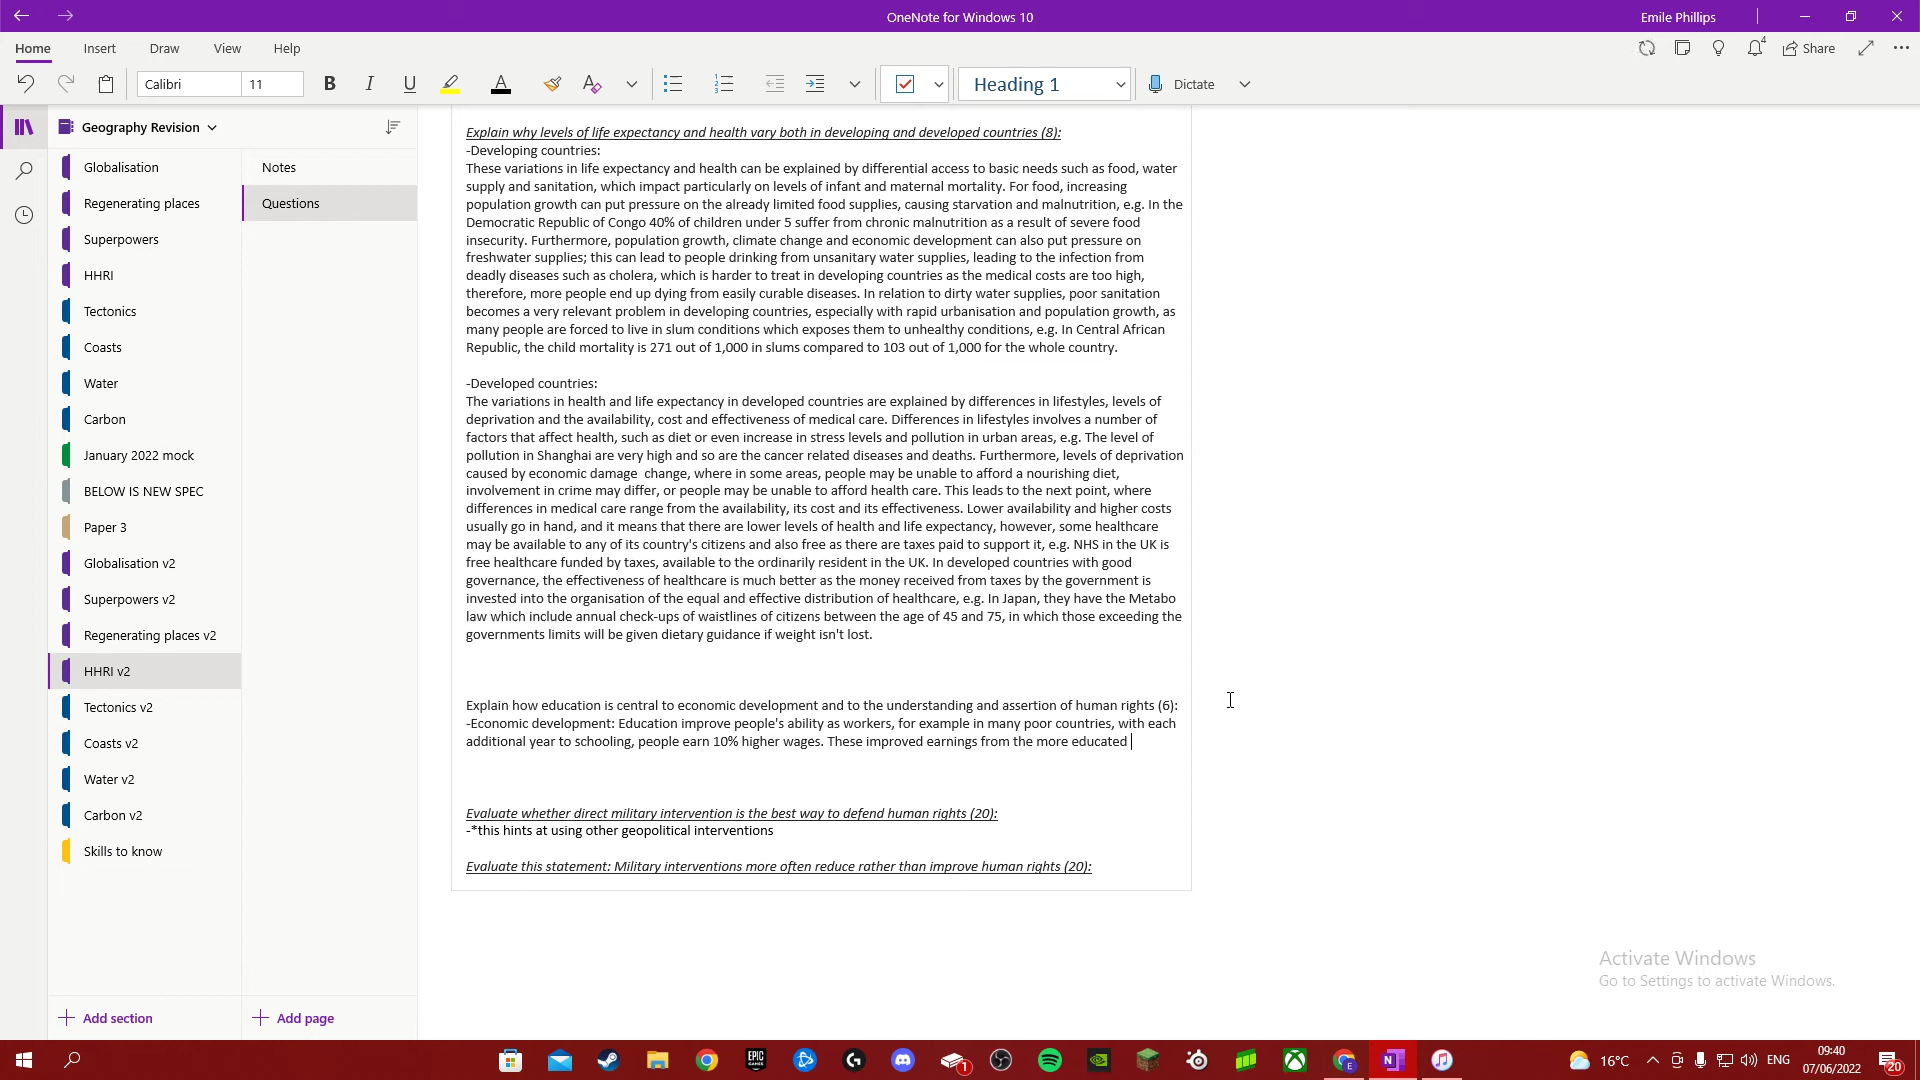 OneNote for Windows 10
Emile Phillips
Home Insert Draw View Help
4
Share
Calibri
11
B I U
A
Heading 1
Dictate
Geography Revision
Globalisation
Regenerating places
Superpowers
HHRI
Tectonics
Coasts
Water
Carbon
January 2022 mock
BELOW IS NEW SPEC
Paper 3
Globalisation v2
Superpowers v2
Regenerating places v2
HHRI v2
Tectonics v2
Coasts v2
Water v2
Carbon v2
Skills to know
Add section
Notes
Questions
Add page
Explain why levels of life expectancy and health vary both in developing and developed countries (8):
-Developing countries:
These variations in life expectancy and health can be explained by differential access to basic needs such as food, water
supply and sanitation, which impact particularly on levels of infant and maternal mortality. For food, increasing
population growth can put pressure on the already limited food supplies, causing starvation and malnutrition, e.g. In the
Democratic Republic of Congo 40% of children under 5 suffer from chronic malnutrition as a result of severe food
insecurity. Furthermore, population growth, climate change and economic development can also put pressure on
freshwater supplies; this can lead to people drinking from unsanitary water supplies, leading to the infection from
deadly diseases such as cholera, which is harder to treat in developing countries as the medical costs are too high,
therefore, more people end up dying from easily curable diseases. In relation to dirty water supplies, poor sanitation
becomes a very relevant problem in developing countries, especially with rapid urbanisation and population growth, as
many people are forced to live in slum conditions which exposes them to unhealthy conditions, e.g. In Central African
Republic, the child mortality is 271 out of 1,000 in slums compared to 103 out of 1,000 for the whole country.
-Developed countries:
The variations in health and life expectancy in developed countries are explained by differences in lifestyles, levels of
deprivation and the availability, cost and effectiveness of medical care. Differences in lifestyles involves a number of
factors that affect health, such as diet or even increase in stress levels and pollution in urban areas, e.g. The level of
pollution in Shanghai are very high and so are the cancer related diseases and deaths. Furthermore, levels of deprivation
caused by economic damage  change, where in some areas, people may be unable to afford a nourishing diet,
involvement in crime may differ, or people may be unable to afford health care. This leads to the next point, where
differences in medical care range from the availability, its cost and its effectiveness. Lower availability and higher costs
usually go in hand, and it means that there are lower levels of health and life expectancy, however, some healthcare
may be available to any of its country's citizens and also free as there are taxes paid to support it, e.g. NHS in the UK is
free healthcare funded by taxes, available to the ordinarily resident in the UK. In developed countries with good
governance, the effectiveness of healthcare is much better as the money received from taxes by the government is
invested into the organisation of the equal and effective distribution of healthcare, e.g. In Japan, they have the Metabo
law which include annual check-ups of waistlines of citizens between the age of 45 and 75, in which those exceeding the
governments limits will be given dietary guidance if weight isn't lost.
Explain how education is central to economic development and to the understanding and assertion of human rights (6):
-Economic development: Education improve people's ability as workers, for example in many poor countries, with each
additional year to schooling, people earn 10% higher wages. These improved earnings from the more educated
Evaluate whether direct military intervention is the best way to defend human rights (20):
-*this hints at using other geopolitical interventions
Evaluate this statement: Military interventions more often reduce rather than improve human rights (20):
Activate Windows
Go to Settings to activate Windows.
16°C
ENG
09:40
07/06/2022
20